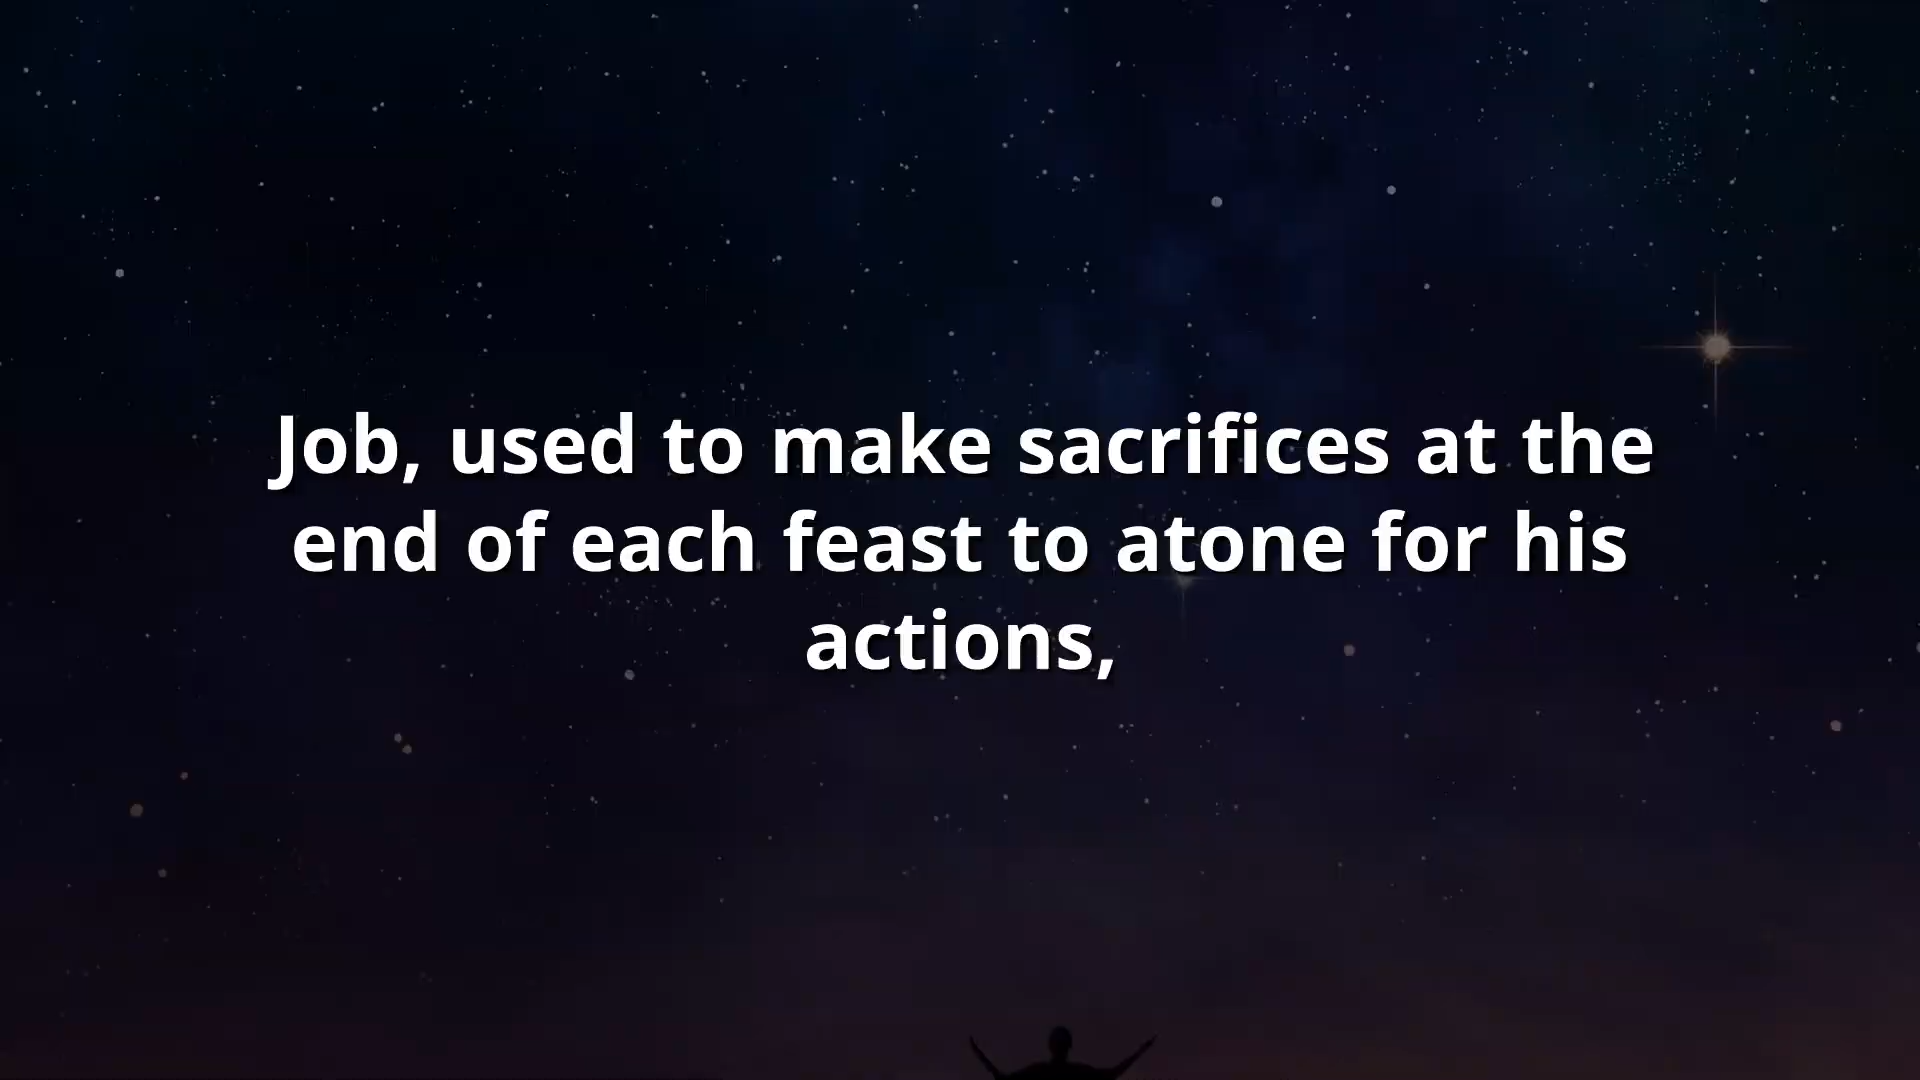 Job, used to make sacrifices at the
end of each feast to atone for his
actions,